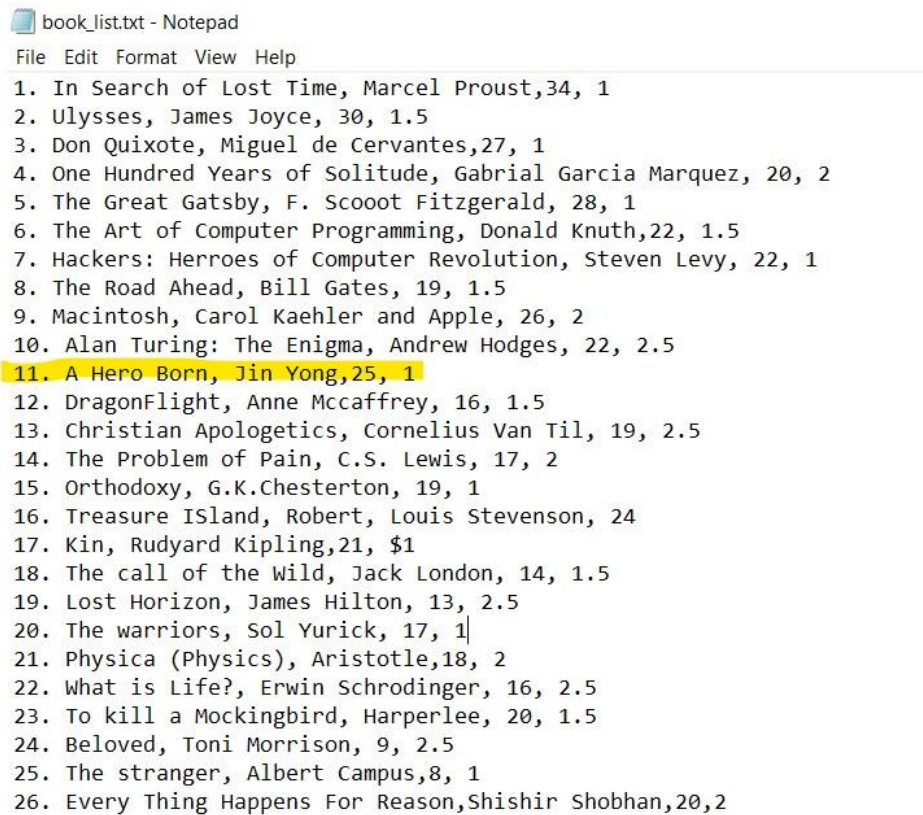 book_list.txt - Notepad
File Edit Format View Help
1. In Search of Lost Time, Marcel Proust,34, 1
2. Ulysses, James Joyce, 30, 1.5
3. Don Quixote, Miguel de Cervantes,27, 1
4. One Hundred Years of Solitude, Gabrial Garcia Marquez, 20, 2
5. The Great Gatsby, F. Scooot Fitzgerald, 28, 1
6. The Art of Computer Programming, Donald Knuth,22, 1.5
7. Hackers: Herroes of Computer Revolution, Steven Levy, 22, 1
8. The Road Ahead, Bill Gates, 19, 1.5
9. Macintosh, Carol Kaehler and Apple, 26, 2
10. Alan Turing: The Enigma, Andrew Hodges, 22, 2.5
11. A Hero Born, Jin Yong,25, 1
12. DragonFlight, Anne Mccaffrey, 16, 1.5
13. Christian Apologetics, Cornelius Van Til, 19, 2.5
14. The Problem of Pain, C.S. Lewis, 17, 2
15. Orthodoxy, G.K.Chesterton, 19, 1
16. Treasure ISland, Robert, Louis Stevenson, 24
17. Kin, Rudyard Kipling,21, $1
18. The call of the Wild, Jack London, 14, 1.5
19. Lost Horizon, James Hilton, 13, 2.5
20. The warriors, Sol Yurick, 17, 1
21. Physica (Physics), Aristotle,18, 2
22. What is Life?, Erwin Schrodinger, 16, 2.5
23. To kill a Mockingbird, Harperlee, 20, 1.5
24. Beloved, Toni Morrison, 9, 2.5
25. The stranger, Albert Campus,8, 1
26. Every Thing Happens For Reason,Shishir Shobhan,20,2